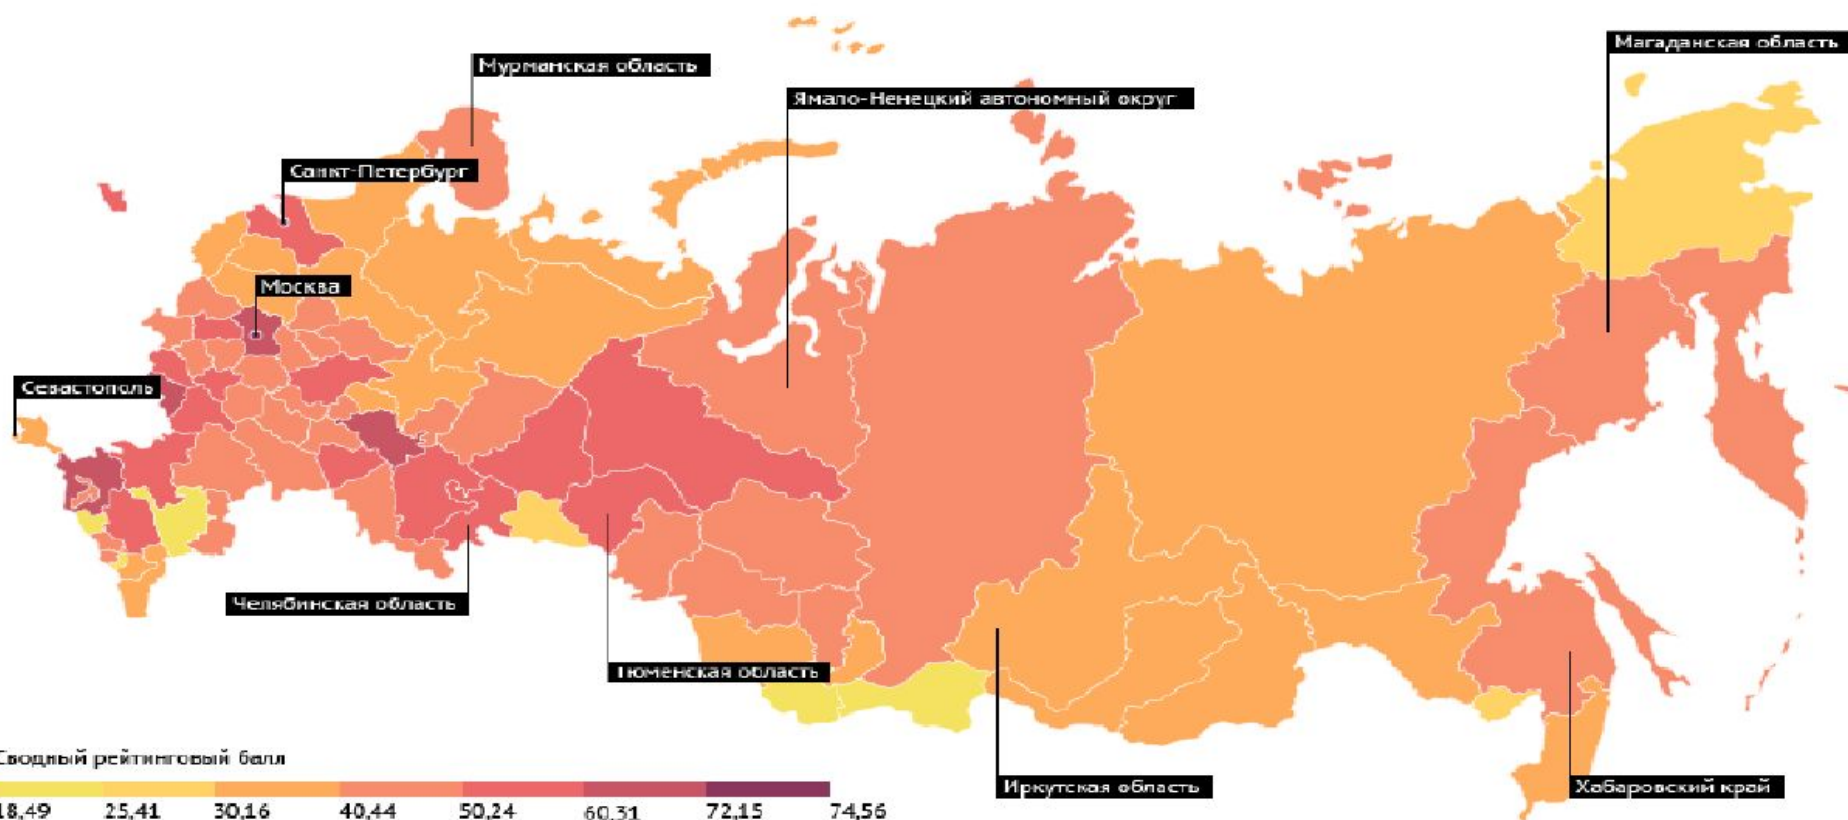 Магаданская область
Мурманская область
Ямало-Ненецкий автономный округ
Санкт-Петербург
Москва
Севастополь
Челябинская область
Тюменская область
Иркутская область
Хабаровский край
Сводный рейтинговый балл
18,49 25,41 30,16 40,44 50,24 60,31 72,15 74,56